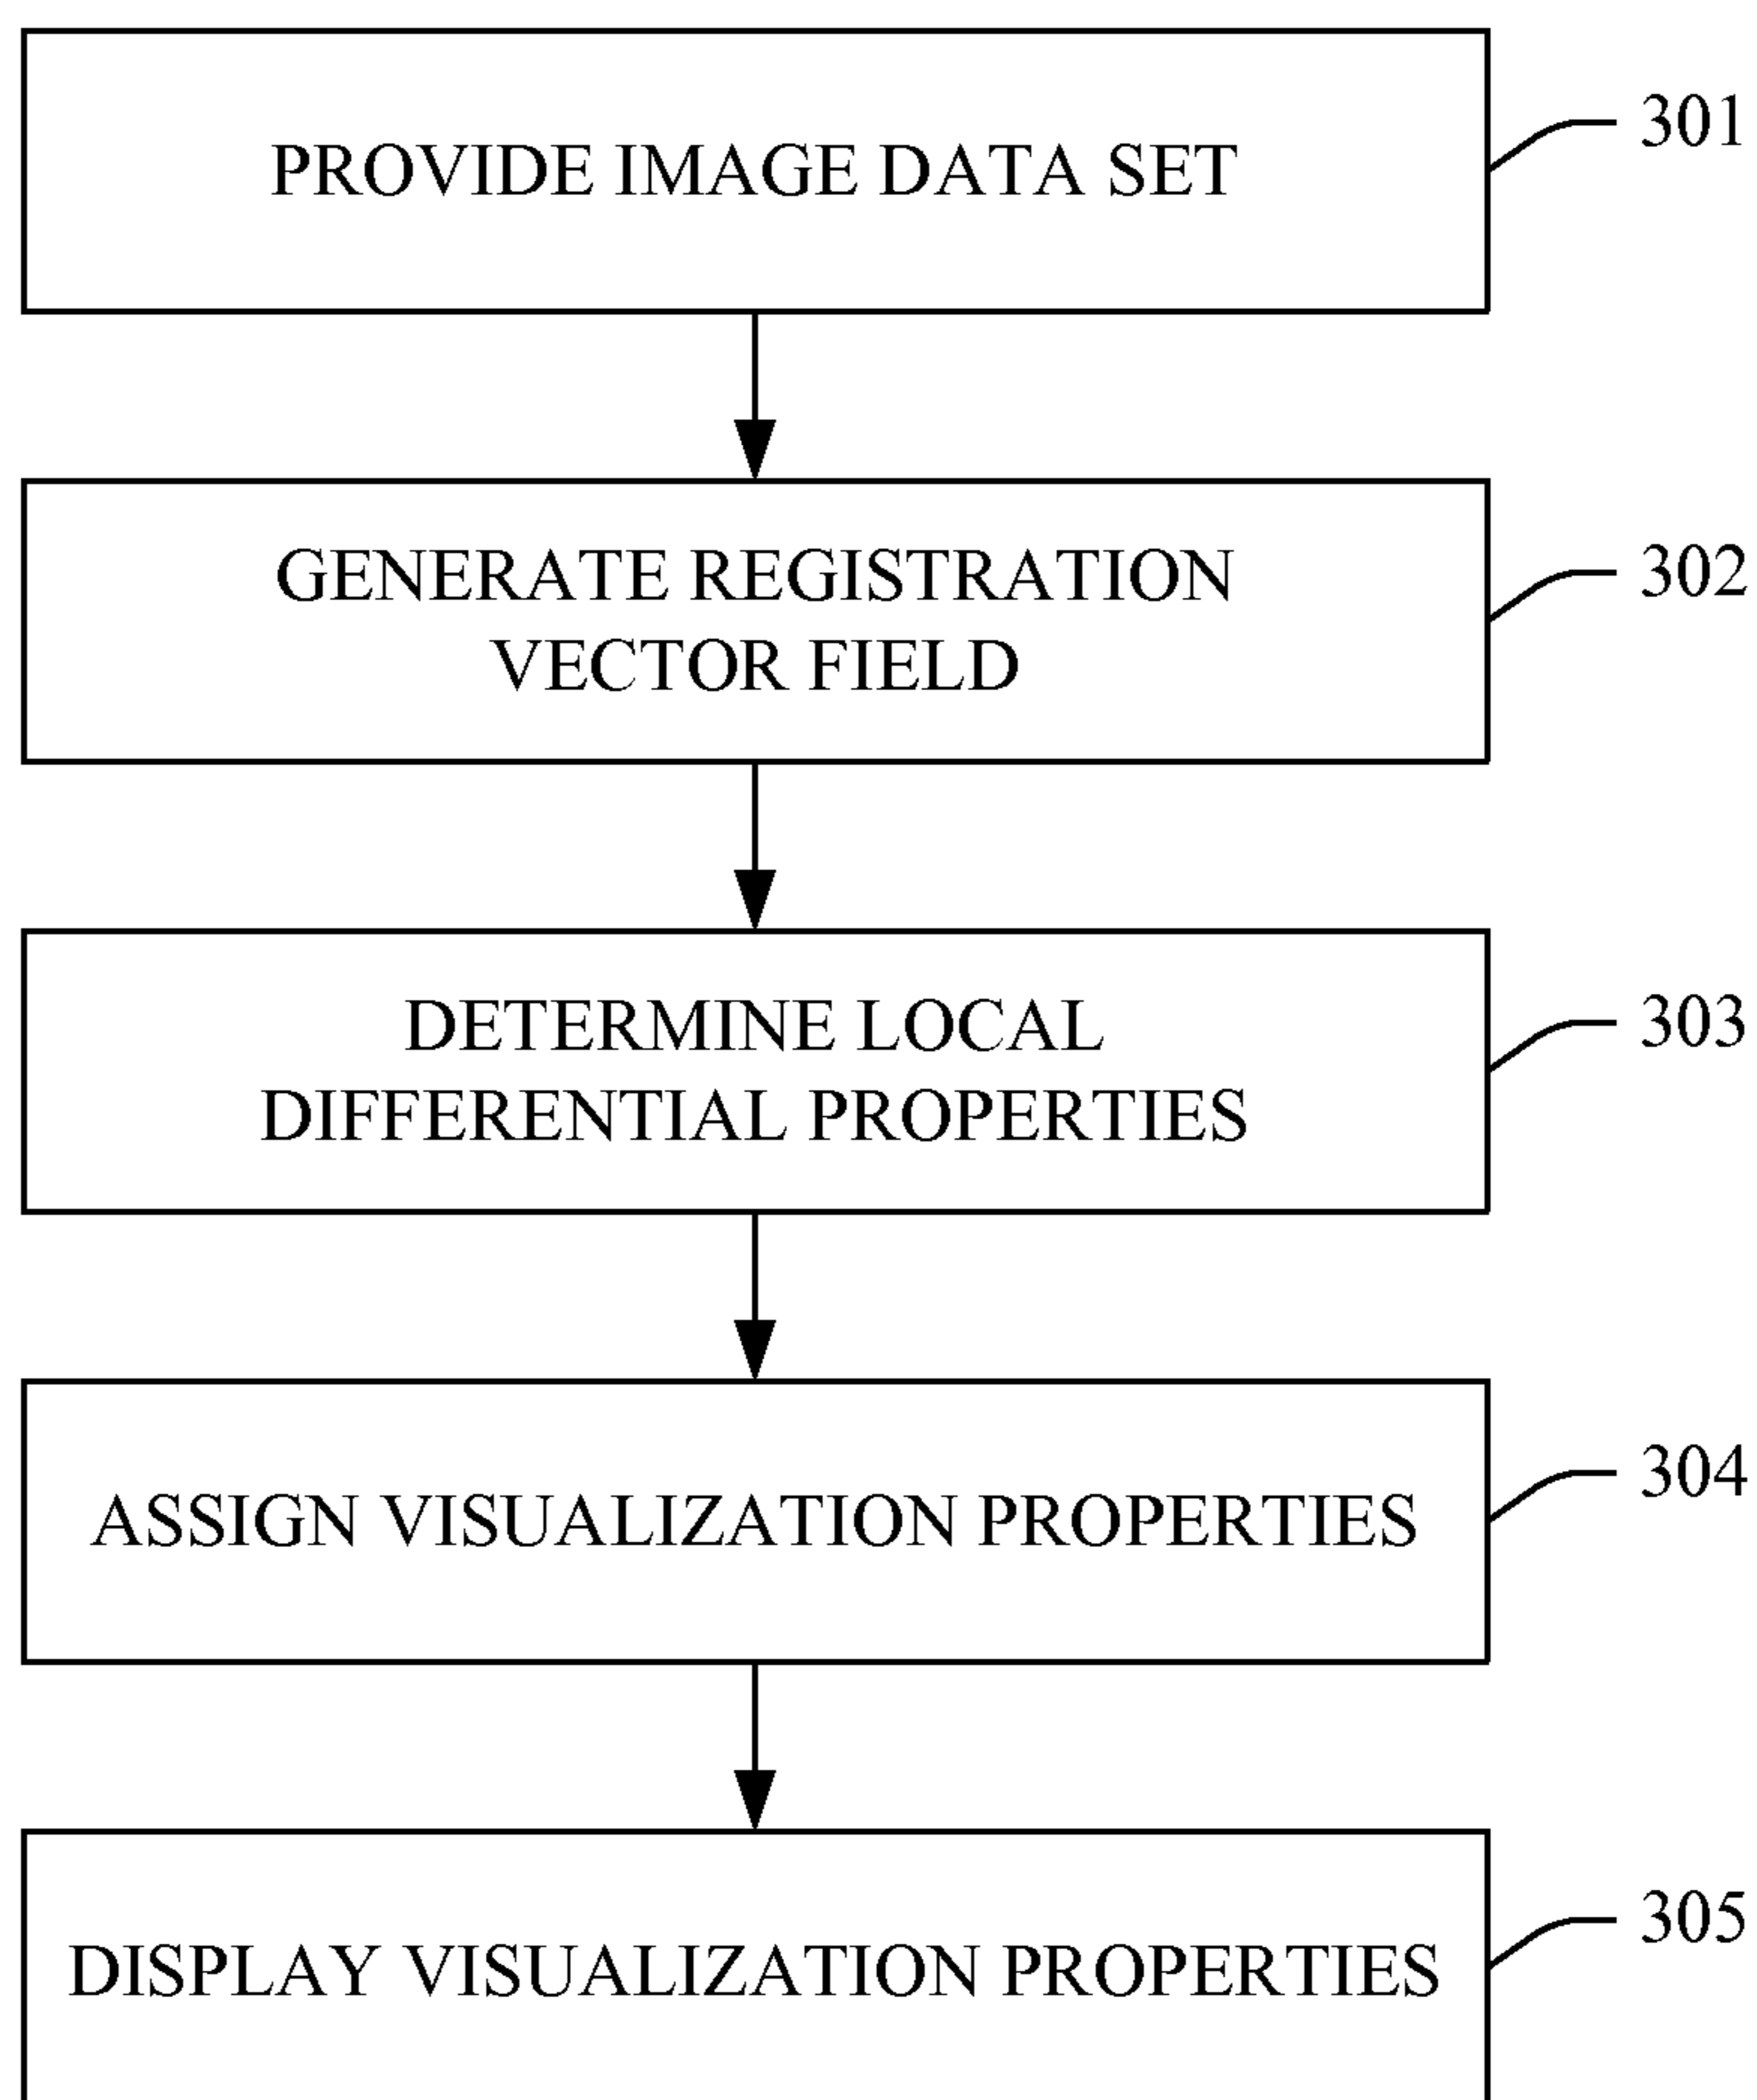 PROVIDE IMAGE DATA SET
301
GENERATE REGISTRATION
VECTOR FIELD
302
DETERMINE LOCAL
DIFFERENTIAL PROPERTIES
303
ASSIGN VISUALIZATION PROPERTIES
304
DISPLAY VISUALIZATION PROPERTIES
305